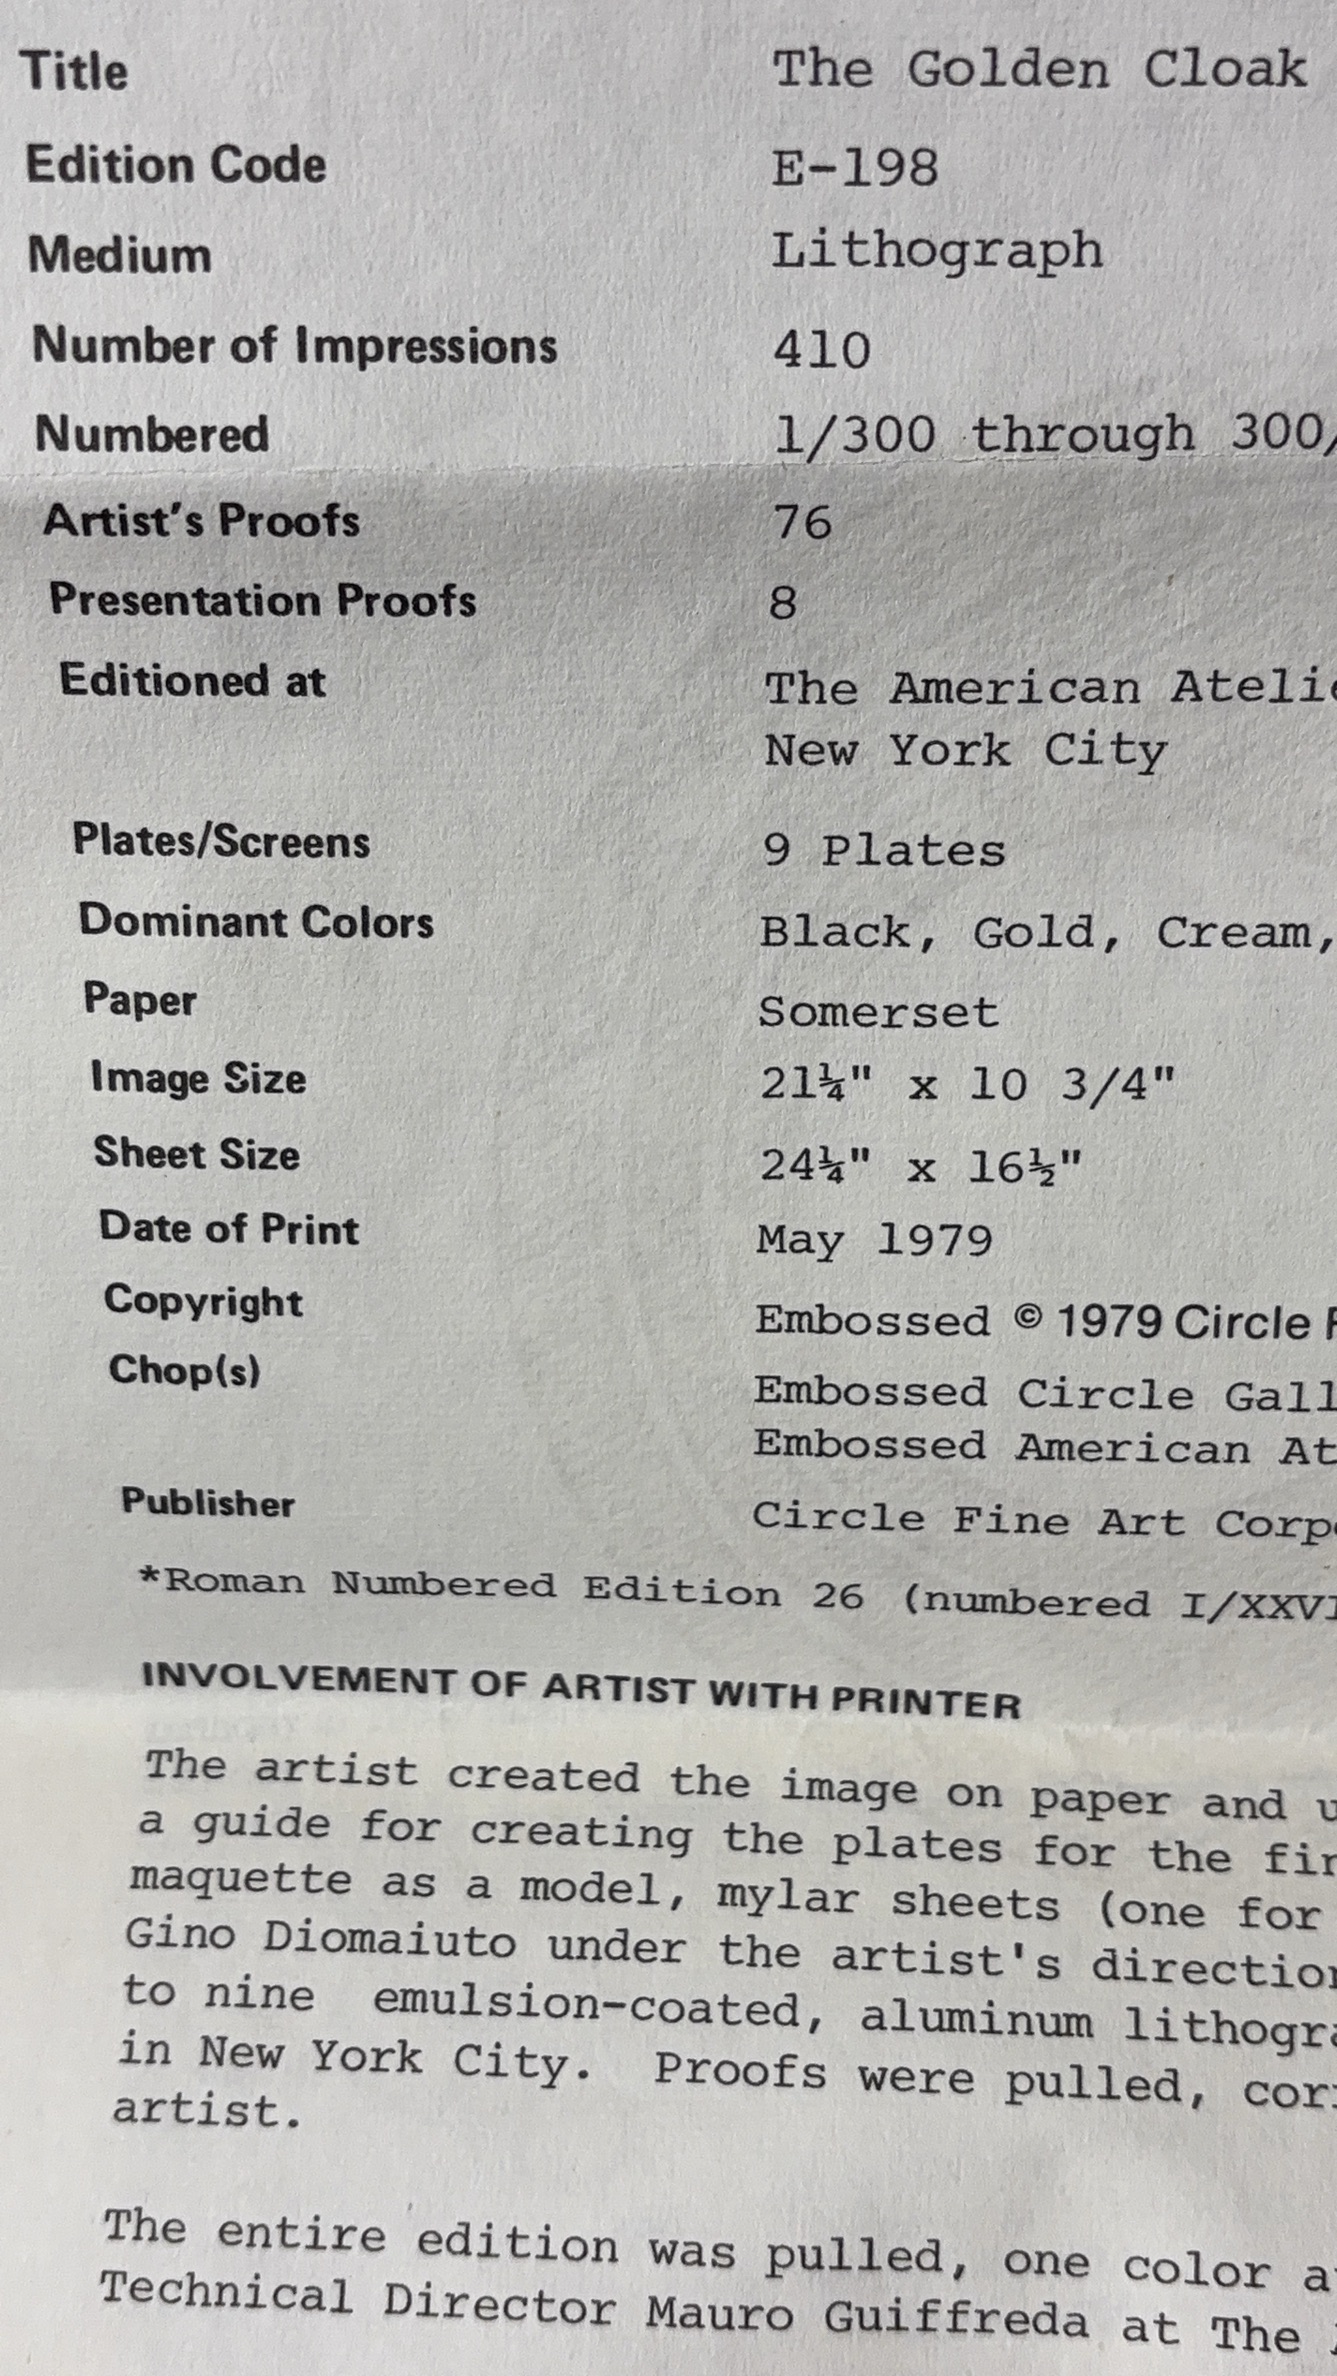 Title The Golden Cloak
Edition Code E-198
Medium Lithograph
Number of Impressions 410
Numbered 1/300 through 300/
Artist's Proofs 76
Presentation Proofs 8
Editioned at The American
New York City
Plates/Screens 9 Plates
Dominant Colors Black, Gold, Cream,
Paper Somerset
Image Size 21¼" x 10 3/4"
Sheet Size 24¼" x 16½"
Date of Print May 1979
Copyright Embossed © 1979 Circle
Chop(s) Embossed Circle
Embossed American
Publisher Circle Fine Art
*Roman Numbered Edition 26 (numbered
INVOLVEMENT OF ARTIST WITH PRINTER
The artist created the image on paper and
a guide for creating the plates for the
maquette as a model, mylar sheets (one for
Gino Diomaiuto under the artist's
to nine emulsion-coated, aluminum
in New York City. Proofs were pulled,
artist.
The entire edition was pulled, one color
Technical Director Mauro Guiffreda at The